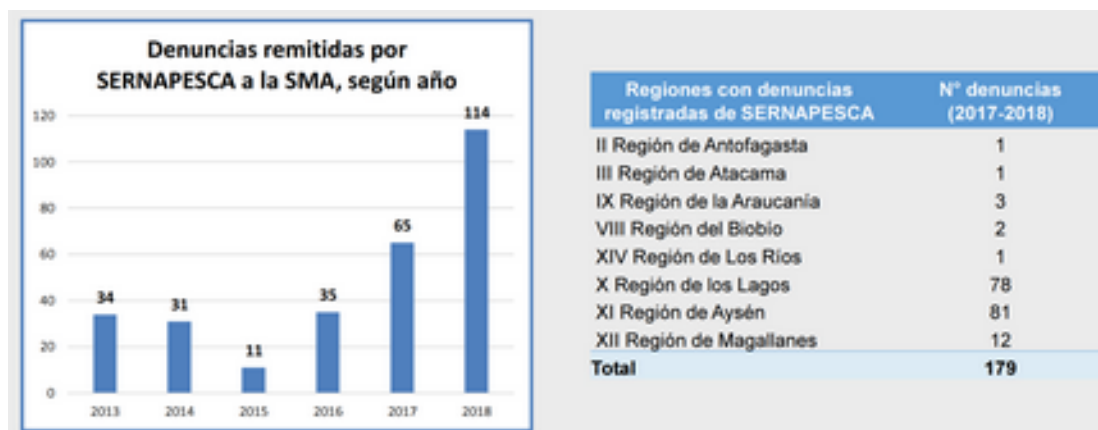 Denuncias remitidas por
SERNAPESCA a la SMA, según año
120
100
80
60
40
20
0
34
31
11
35
65
114
2013 2014 2015 2016 2017 2018
Regiones con denuncias registradas de SERNAPESCA N° denuncias (2017-2018)
II Región de Antofagasta 1
III Región de Atacama 1
IX Región de la Araucanía 3
VIII Región del Biobío 2
XIV Región de Los Ríos 1
X Región de los Lagos 78
XI Región de Aysén 81
XII Región de Magallanes 12
Total 179